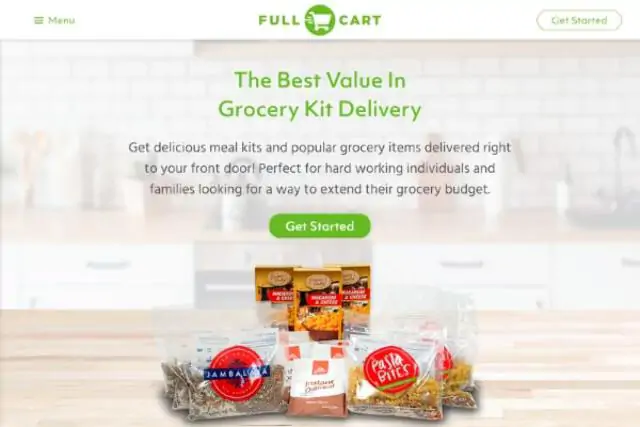 Menu
FULL CART
Get Started
The Best Value In
Grocery Kit Delivery
Get delicious meal kits and popular grocery items delivered right
to your front door! Perfect for hard working individuals and
families looking for a way to extend their grocery budget.
Get Started
MACARONI
& CHEESE
JAMBALAYA
Instant
Oatmeal
Pasta
BITES